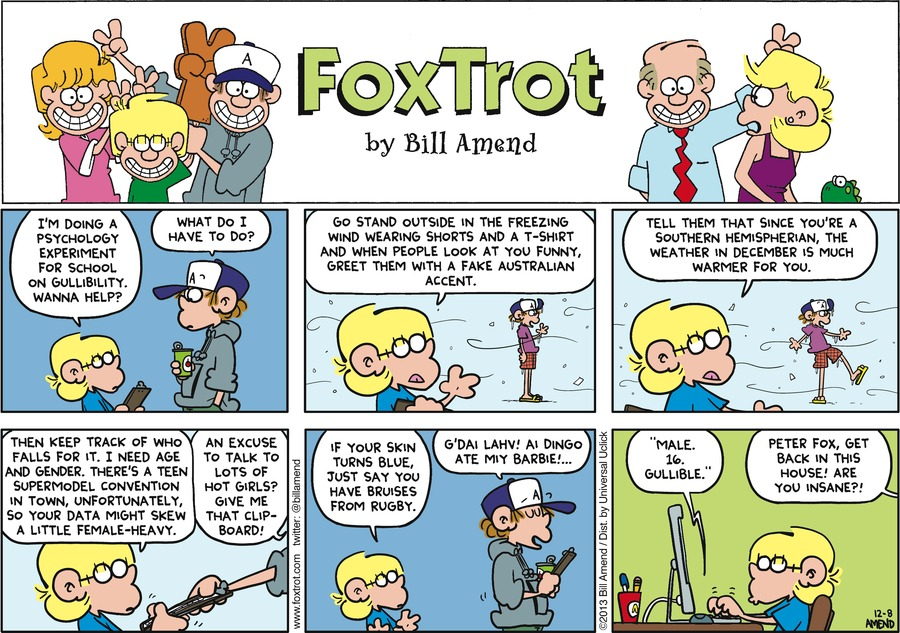 A
FoxTrot
by Bill Amend
I'M DOING A
PSYCHOLOGY
EXPERIMENT
FOR SCHOOL
ON GULLIBILITY.
WANNA HELP?
WHAT DO I
HAVE TO DO?
A
GO STAND OUTSIDE IN THE FREEZING
WIND WEARING SHORTS AND A T-SHIRT
AND WHEN PEOPLE LOOK AT YOU FUNNY,
GREET THEM WITH A FAKE AUSTRALIAN
ACCENT.
TELL THEM THAT SINCE YOU'RE A
SOUTHERN HEMISPHERIAN, THE
WEATHER IN DECEMBER IS MUCH
WARMER FOR YOU.
THEN KEEP TRACK OF WHO
FALLS FOR IT. I NEED AGE
AND GENDER. THERE'S A TEEN
SUPERMODEL CONVENTION
IN TOWN, UNFORTUNATELY,
SO YOUR DATA MIGHT SKEW
A LITTLE FEMALE-HEAVY.
AN EXCUSE
TO TALK TO
LOTS OF
HOT GIRLS?
GIVE ME
THAT CLIP-
BOARD!
www.foxtrot.com twitter: @billamend
IF YOUR SKIN
TURNS BLUE,
JUST SAY YOU
HAVE BRUISES
FROM RUGBY.
G'DAI LAHV! AI DINGO
ATE MIY BARBIE!...
A
©2013 Bill Amend / Dist. by Universal Uclick
"MALE.
16.
GULLIBLE."
PETER FOX, GET
BACK IN THIS
HOUSE! ARE
YOU INSANE?!
12-8
AMEND